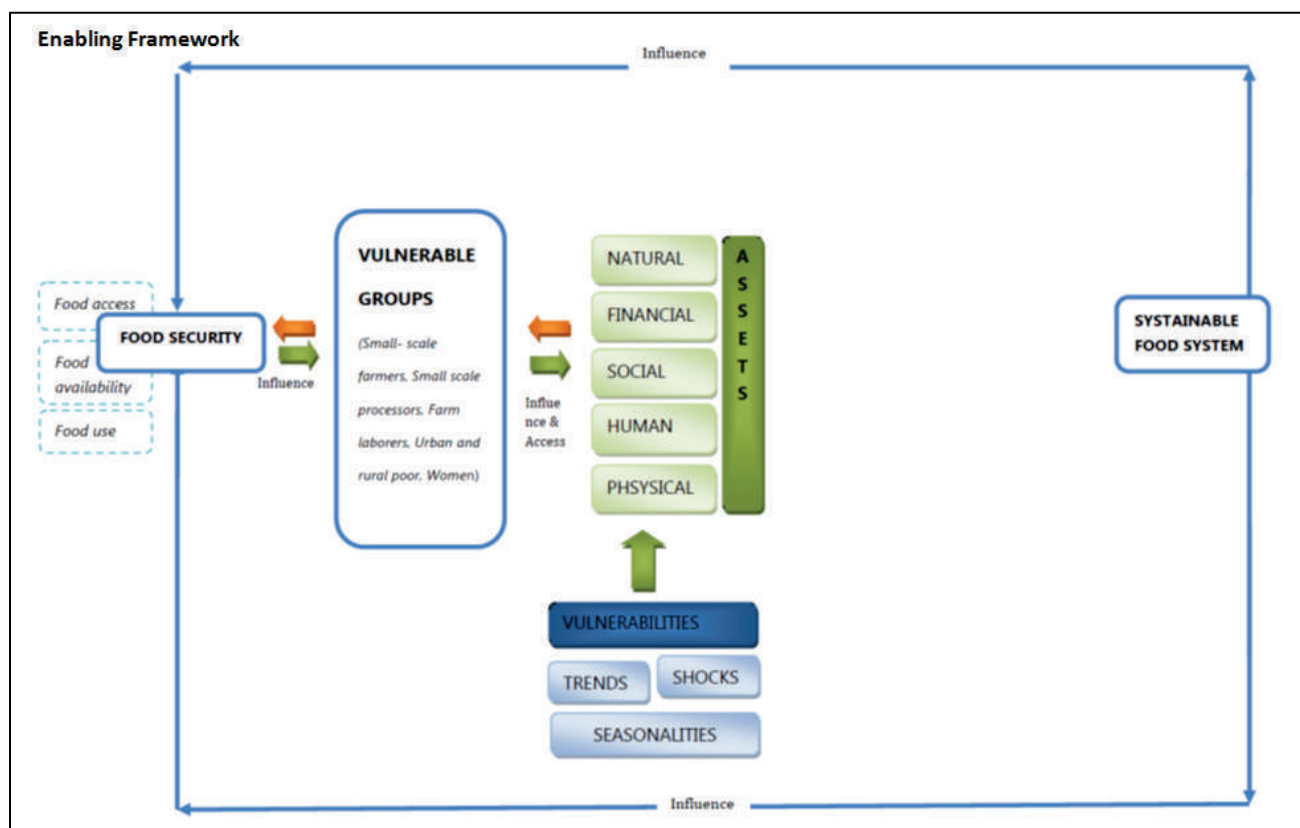 Enabling Framework
Influence
Food access
FOOD SECURITY
Food
availability
Food use
Influence
VULNERABLE
GROUPS
(Small- scale
farmers, Small scale
processors, Farm
laborers, Urban and
rural poor, Women)
Influe
nce &
Access
NATURAL
FINANCIAL
SOCIAL
HUMAN
PHSYSICAL
A
S
S
E
T
S
VULNERABILITIES
TRENDS
SHOCKS
SEASONALITIES
SYSTAINABLE
FOOD SYSTEM
Influence